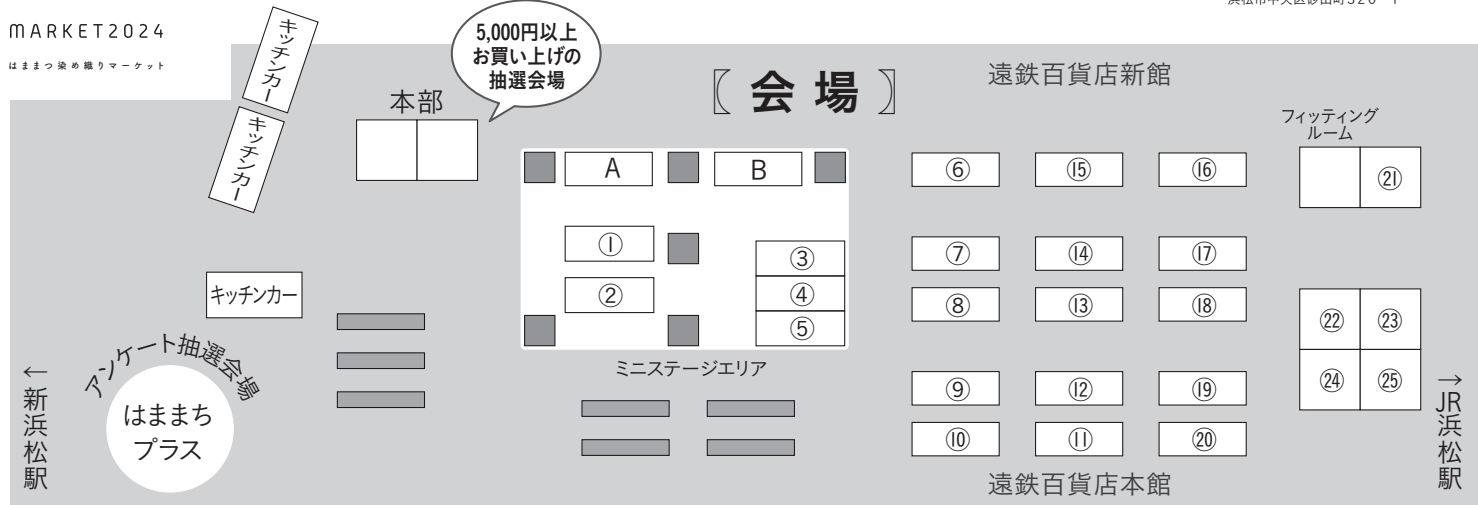 MARKET2024
はままつ染め織りマーケット
キッチンカー
キッチンカー
本部
5,000円以上
お買い上げの
抽選会場
〖 会場 〗
遠鉄百貨店新館
フィッティング
ルーム
A
B
①
②
③
④
⑤
⑥
⑮
⑯
㉑
⑦
⑭
⑰
⑧
⑬
⑱
㉒
㉓
⑨
⑫
⑲
㉔
㉕
⑩
⑪
⑳
キッチンカー
ミニステージエリア
アンケート抽選会場
はままち
プラス
←新浜松駅
→JR浜松駅
遠鉄百貨店本館